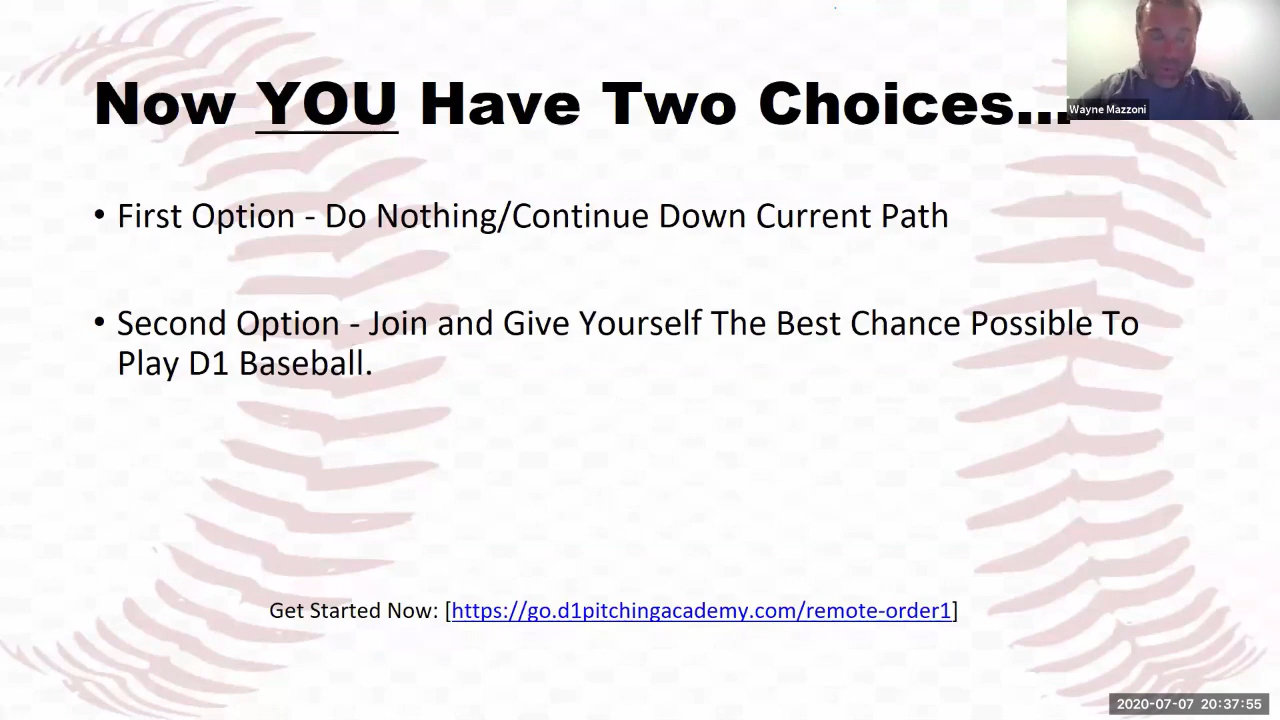 Now YOU Have Two Choices...
Wayne Mazzoni
• First Option - Do Nothing/Continue Down Current Path
• Second Option - Join and Give Yourself The Best Chance Possible To
Play D1 Baseball.
Get Started Now: [https://go.d1pitchingacademy.com/remote-order1]
2020-07-07 20:37:55